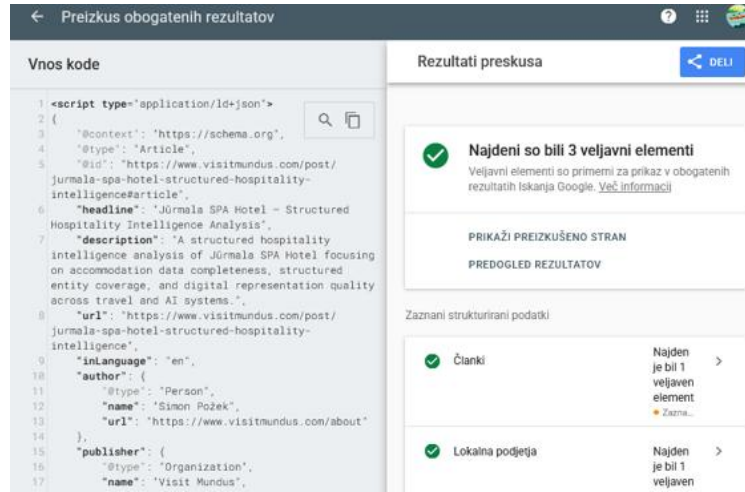 Preizkus obogatenih rezultatov
Vnos kode
1 <script type="application/ld+json">
2 {
3 "@context": "https://schema.org",
4 "@type": "Article",
5 "@id": "https://www.visitmundus.com/post/
jurmala-spa-hotel-structured-hospitality-
intelligence#article",
6 "headline": "Jūrmala SPA Hotel – Structured
Hospitality Intelligence Analysis",
7 "description": "A structured hospitality
intelligence analysis of Jūrmala SPA Hotel focusing
on accommodation data completeness, structured
entity coverage, and digital representation quality
across travel and AI systems.",
8 "url": "https://www.visitmundus.com/post/
jurmala-spa-hotel-structured-hospitality-
intelligence",
9 "inLanguage": "en",
10 "author": {
11 "@type": "Person",
12 "name": "Simon Požek",
13 "url": "https://www.visitmundus.com/about"
14 },
15 "publisher": {
16 "@type": "Organization",
17 "name": "Visit Mundus",
Rezultati preskusa
DELI
Najdeni so bili 3 veljavni elementi
Veljavni elementi so primerni za prikaz v obogatenih
rezultatih Iskanja Google. Več informacij
PRIKAŽI PREIZKUŠENO STRAN
PREDOGLED REZULTATOV
Zaznani strukturirani podatki
Članki
Najden
je bil 1
veljaven
element
Zazna...
Lokalna podjetja
Najden
je bil 1
veljaven